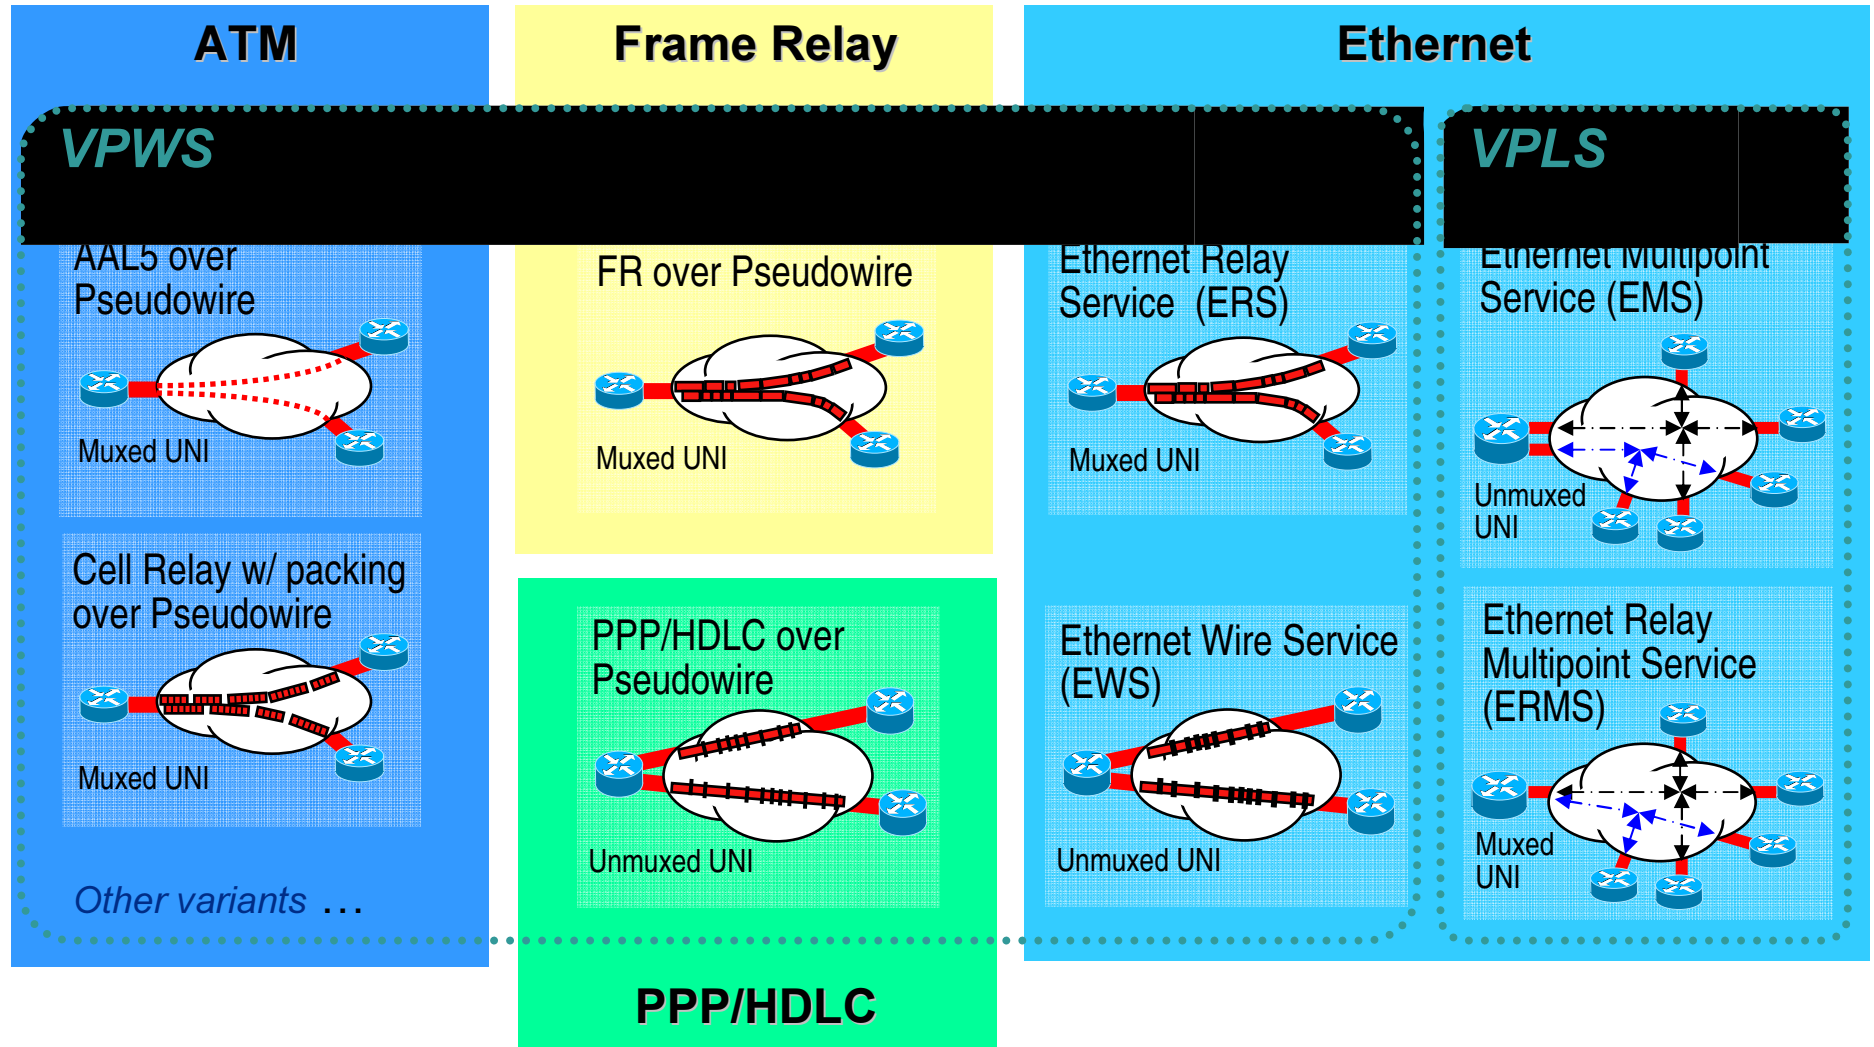 ATM
Frame Relay
Ethernet
VPWS
VPLS
AAL5 over
Pseudowire
Muxed UNI
FR over Pseudowire
Muxed UNI
Ethernet Relay
Service (ERS)
Muxed UNI
Ethernet Multipoint
Service (EMS)
Unmuxed
UNI
Cell Relay w/ packing
over Pseudowire
Muxed UNI
PPP/HDLC over
Pseudowire
Unmuxed UNI
Ethernet Wire Service
(EWS)
Unmuxed UNI
Ethernet Relay
Multipoint Service
(ERMS)
Muxed
UNI
Other variants ...
PPP/HDLC